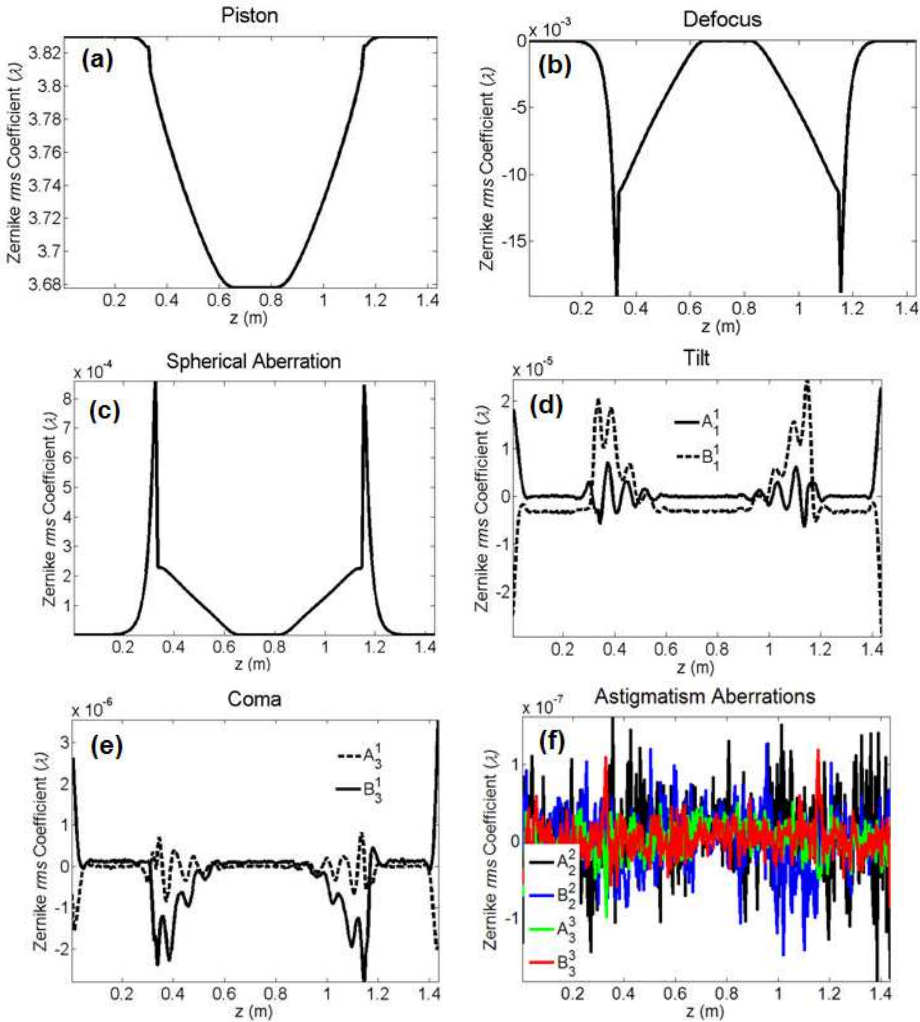 Piston
(a)
Zernike rms Coefficient (λ)
3.82
3.8
3.76
3.74
3.72
3.7
3.68
0.2 0.4 0.6 0.8 1 1.2 1.4
z (m)
Defocus
x 10⁻³
(b)
Zernike rms Coefficient (λ)
0
-5
-10
-15
0.2 0.4 0.6 0.8 1 1.2 1.4
z (m)
Spherical Aberration
x 10⁻⁴
(c)
Zernike rms Coefficient (λ)
8
7
6
5
4
3
2
1
0.2 0.4 0.6 0.8 1 1.2 1.4
z (m)
Tilt
x 10⁻⁵
(d)
A₁¹
B₁¹
Zernike rms Coefficient (λ)
2
1
0
-1
-2
0.2 0.4 0.6 0.8 1 1.2 1.4
z (m)
Coma
x 10⁻⁶
(e)
A₃¹
B₃¹
Zernike rms Coefficient (λ)
3
2
1
0
-1
-2
0.2 0.4 0.6 0.8 1 1.2 1.4
z (m)
Astigmatism Aberrations
x 10⁻⁷
(f)
Zernike rms Coefficient (λ)
1
0
-1
A₂²
B₂²
A₃³
B₃³
0.2 0.4 0.6 0.8 1 1.2 1.4
z (m)